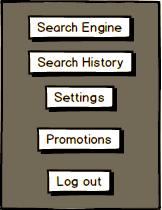 Search Engine
Search History
Settings
Promotions
Log out